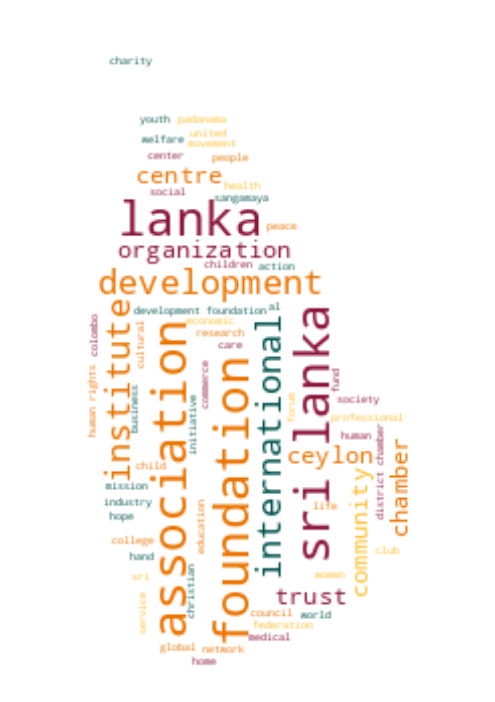 charity
youth padanama
welfare united
movement
center people
centre
health
social sangamaya
lanka
peace
organization
children action
development
development foundation al
institute
association
foundation
international
sri lanka
colombo
cultural
economic
research
care
human rights
business
commerce
initiative
forum
fund
society
professional
human
ceylon
chamber
district chamber
community
child
mission
industry
hope
college
hand
sri
service
education
christian
life
club
women
trust
council world
federation
medical
global network
home